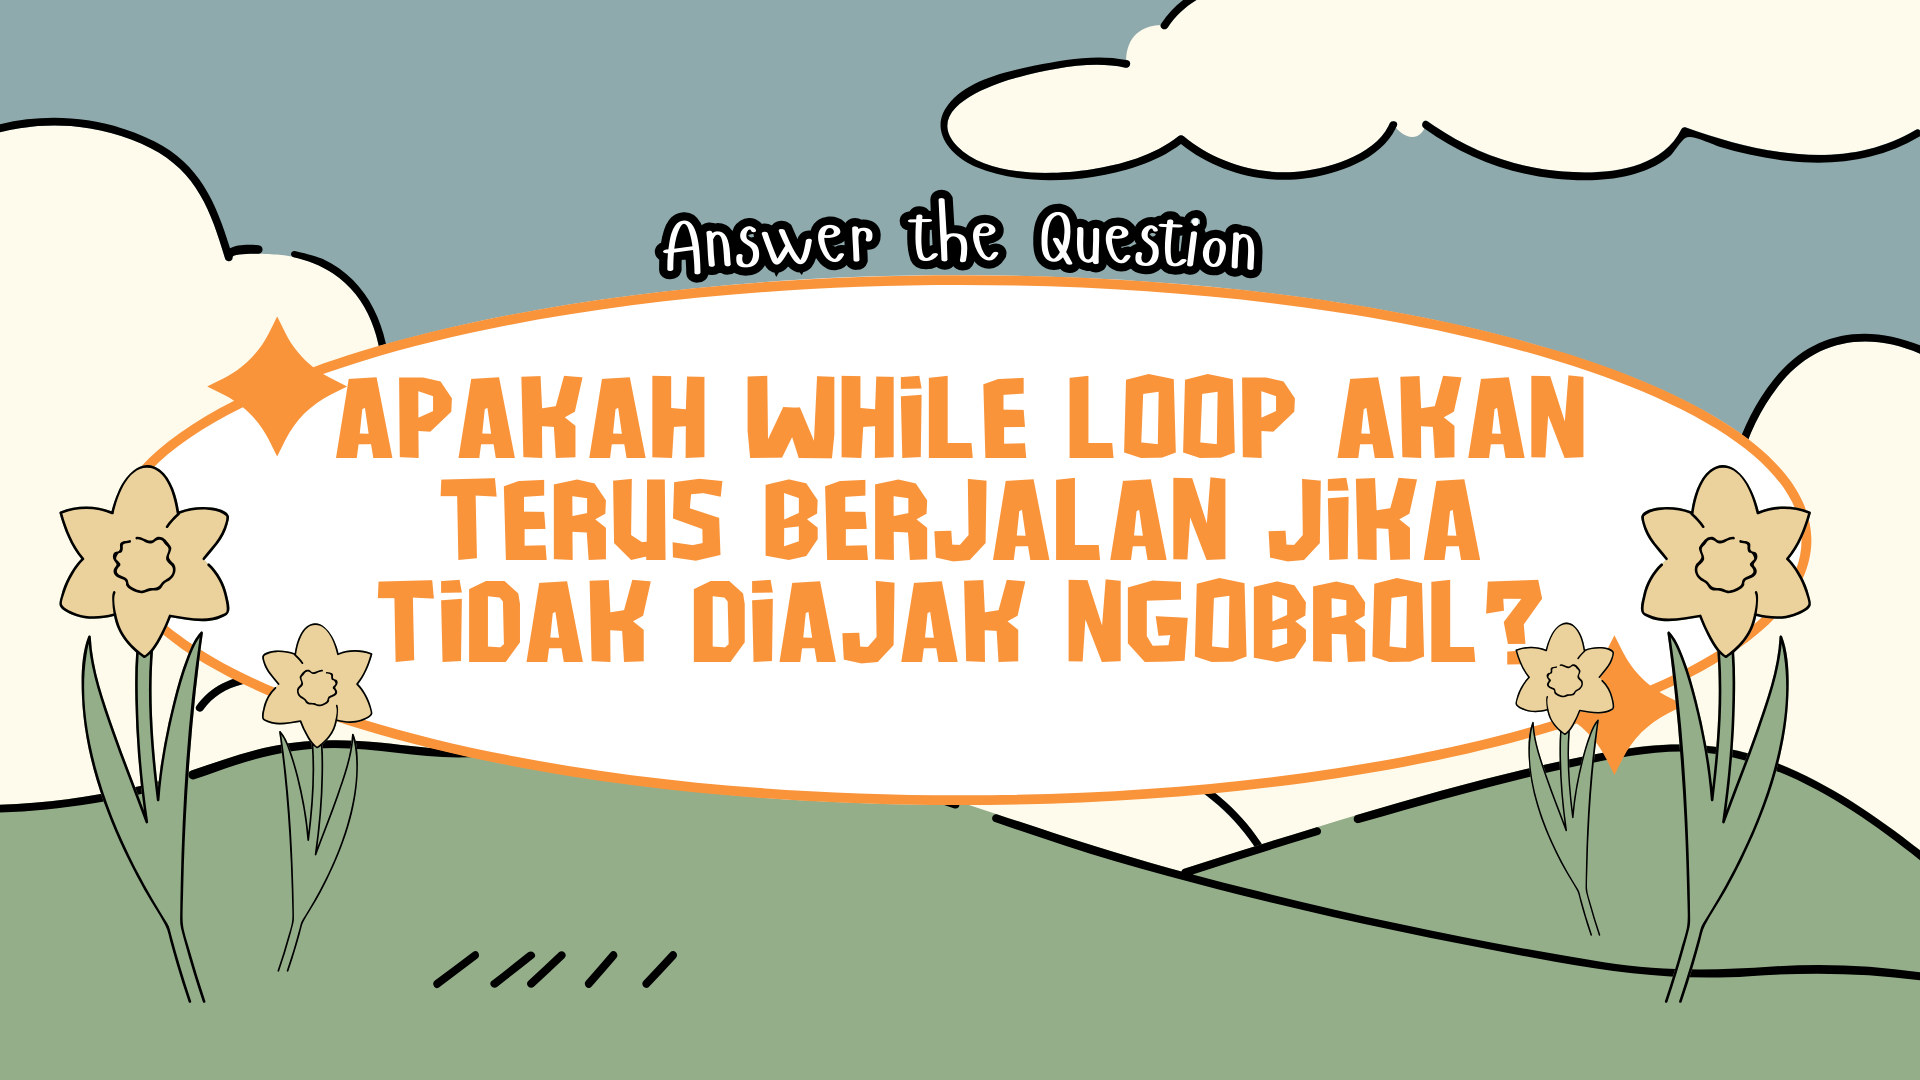 Answer the Question
APAKAH WHiLE LOOP AKAN
TERUS BERJALAN JiKA
TiDAK DiAJAK NGOBROL?